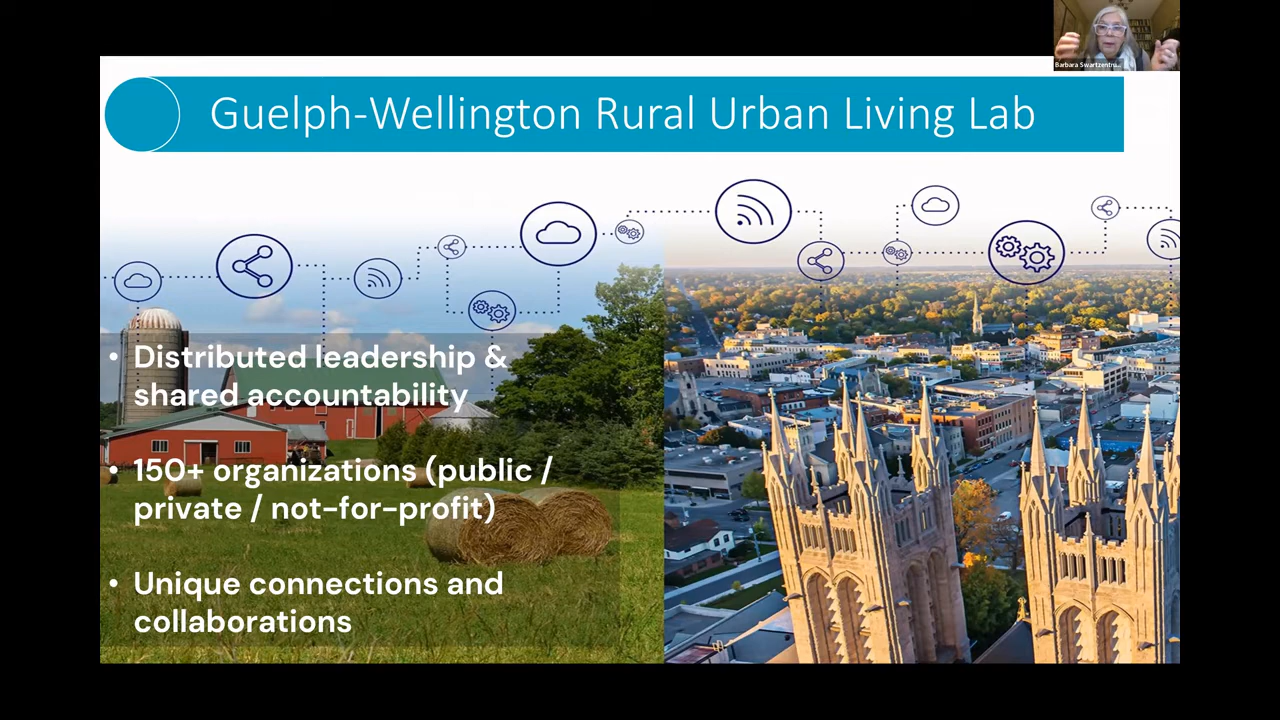 Barbara Swartzentru...
Guelph-Wellington Rural Urban Living Lab
• Distributed leadership &
shared accountability
• 150+ organizations (public /
private / not-for-profit)
• Unique connections and
collaborations